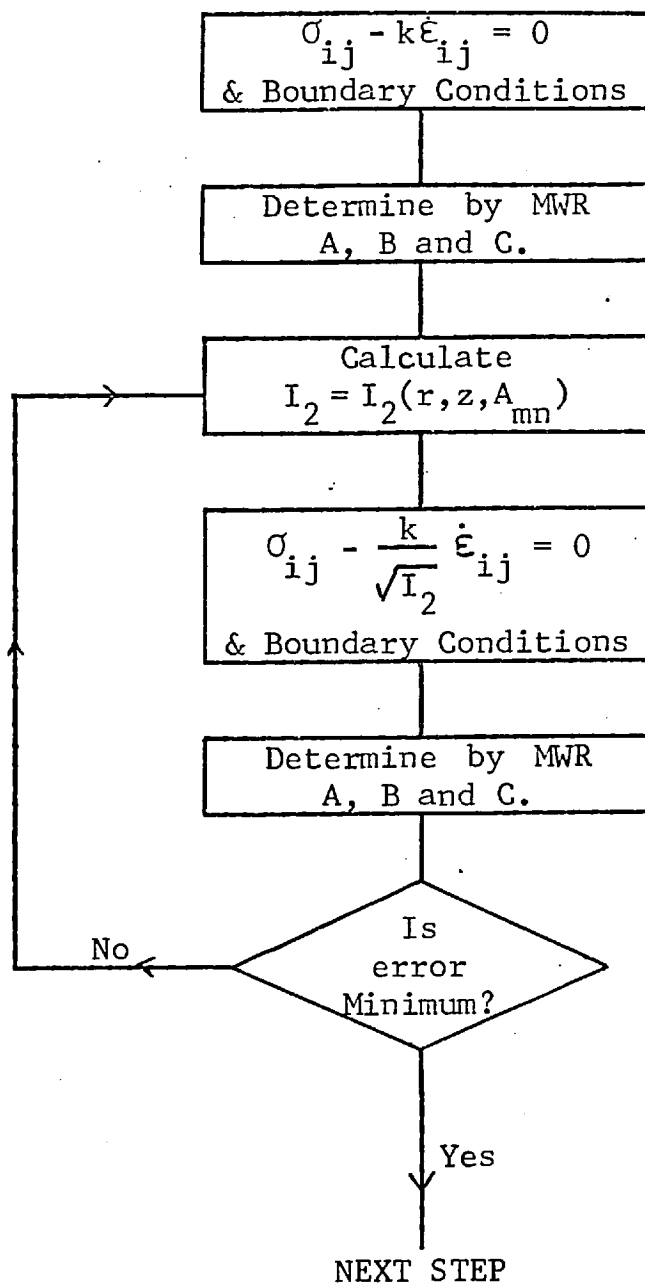 σij - kε̇ij = 0
& Boundary Conditions
Determine by MWR
A, B and C.
Calculate
I2 = I2(r,z,Amn)
σij - k/√I2 ε̇ij = 0
& Boundary Conditions
Determine by MWR
A, B and C.
Is
error
Minimum?
No
Yes
NEXT STEP